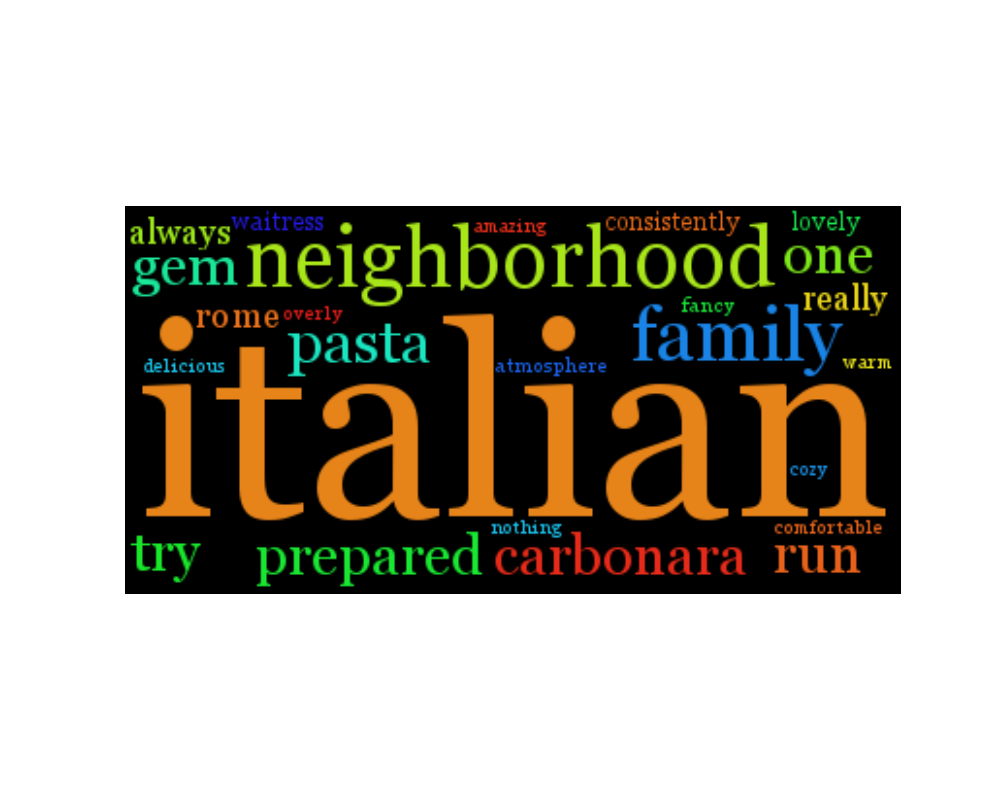 always waitress amazing consistently lovely
gem neighborhood one
rome overly fancy really
pasta family
delicious atmosphere warm
italian
cozy
nothing comfortable
try prepared carbonara run